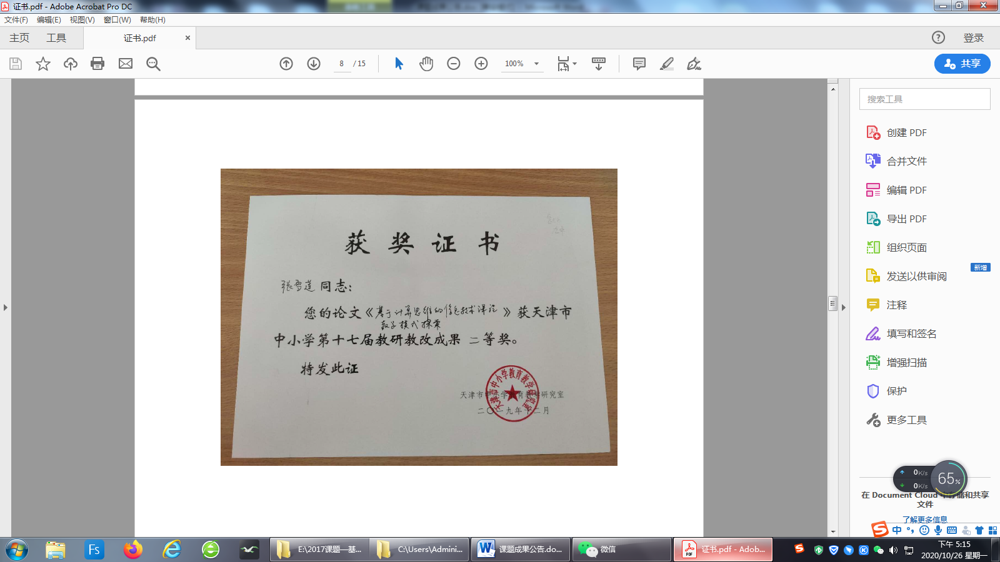 证书.pdf - Adobe Acrobat Pro DC
文件(F) 编辑(E) 视图(V) 窗口(W) 帮助(H)
主页 工具 证书.pdf × ? 登录
8 / 15 100% 共享
搜索工具
创建 PDF
合并文件
编辑 PDF
导出 PDF
组织页面
发送以供审阅 新增
注释
填写和签名
增强扫描
保护
更多工具
获奖证书
张雪莲同志：
您的论文《基于计算思维的信息技术课程》获天津市
教学模式探索
中小学第十七届教研教改成果 二等奖。
特发此证
天津市中小学教育教学研究室
天津市中小学教育教学研究室
二〇一九年十二月
0K/s
0K/s
65%
在 Document Cloud 中存储和共享
文件
了解更多信息
中
Fs E:\2017课题—基... C:\Users\Admini... 课题成果公告.do... 微信 证书.pdf - Adob...
下午 5:15
2020/10/26 星期一